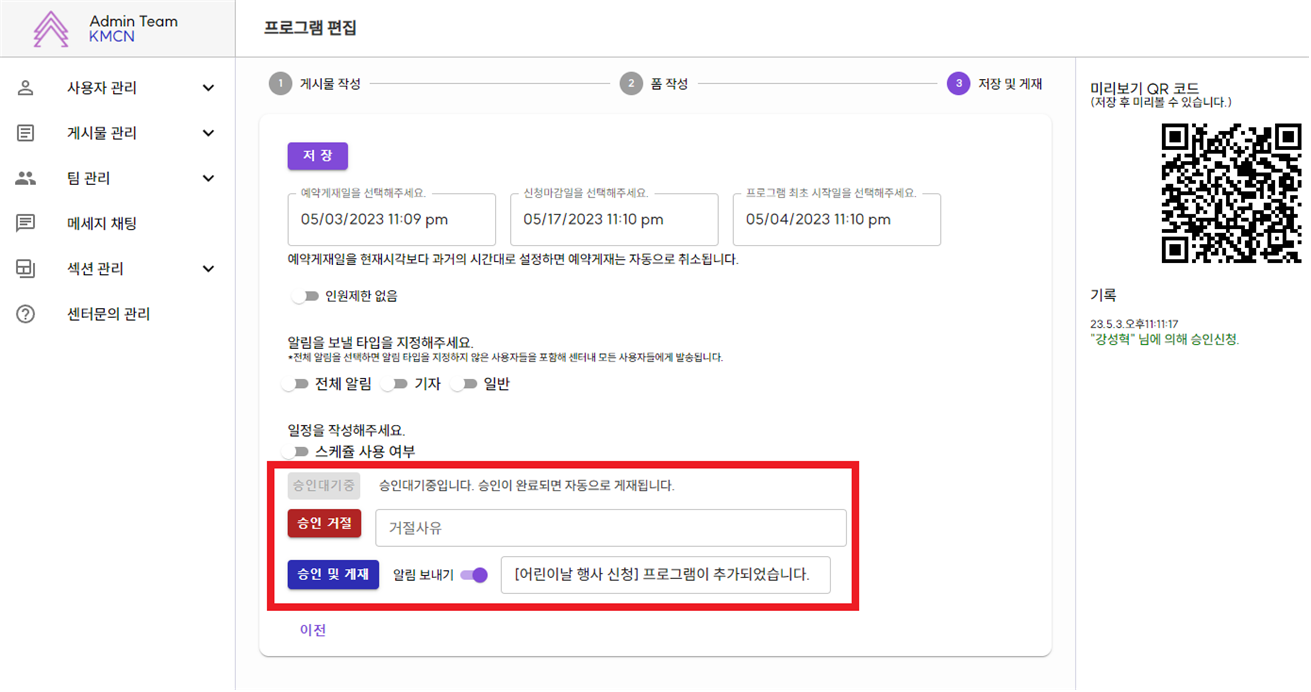 Admin Team
KMCN
프로그램 편집
사용자 관리
게시물 관리
팀 관리
메세지 채팅
섹션 관리
센터문의 관리
1 게시물 작성
2 폼 작성
3 저장 및 게재
저 장
예약게재일을 선택해주세요.
05/03/2023 11:09 pm
신청마감일을 선택해주세요.
05/17/2023 11:10 pm
프로그램 최초 시작일을 선택해주세요.
05/04/2023 11:10 pm
예약게재일을 현재시각보다 과거의 시간대로 설정하면 예약게재는 자동으로 취소됩니다.
인원제한 없음
알림을 보낼 타입을 지정해주세요.
*전체 알림을 선택하면 알림 타입을 지정하지 않은 사용자들을 포함해 센터내 모든 사용자들에게 발송됩니다.
전체 알림 기자 일반
일정을 작성해주세요.
스케쥴 사용 여부
승인대기중 승인대기중입니다. 승인이 완료되면 자동으로 게재됩니다.
승인 거절 거절사유
승인 및 게재 알림 보내기 [어린이날 행사 신청] 프로그램이 추가되었습니다.
이전
미리보기 QR 코드
(저장 후 미리볼 수 있습니다.)
기록
23.5.3.오후11:11:17
"강성혁" 님에 의해 승인신청.